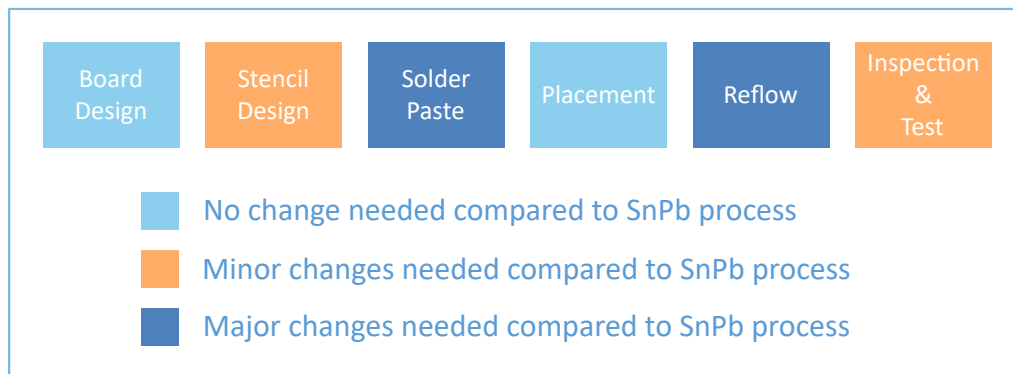 Board
Design
Stencil
Design
Solder
Paste
Placement
Reflow
Inspection
&
Test
No change needed compared to SnPb process
Minor changes needed compared to SnPb process
Major changes needed compared to SnPb process